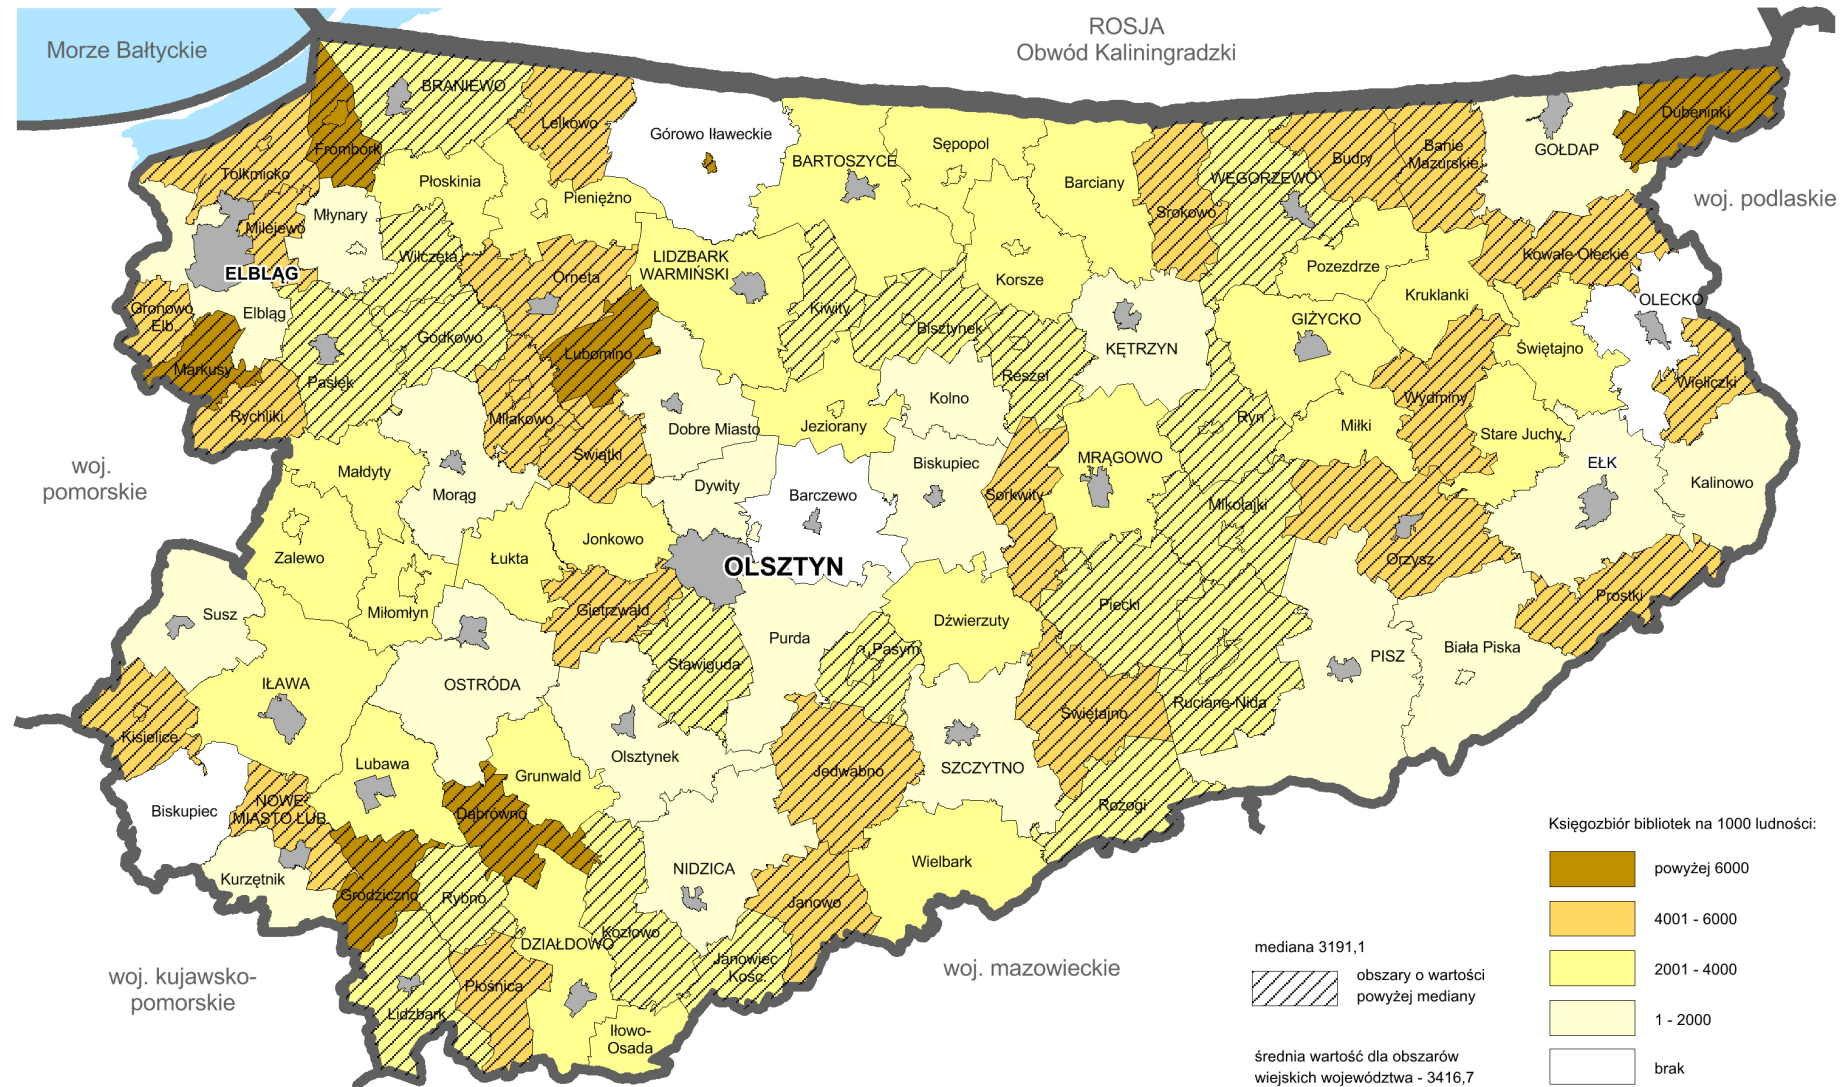 Morze Bałtyckie
ROSJA
Obwód Kaliningradzki
woj. podlaskie
woj.
pomorskie
woj. kujawsko-
pomorskie
woj. mazowieckie
BRANIEWO
Lelkowo
Górowo Iławeckie
Frombork
Tolkmicko
Płoskinia
Pieniężno
BARTOSZYCE
Sępopol
Barciany
Srokowo
WĘGORZEWO
Budry
Banie
Mazurskie
GOŁDAP
Dubeninki
Milejewo
Młynary
Wilczęta
Orneta
LIDZBARK
WARMIŃSKI
Korsze
Pozezdrze
Kruklanki
Kowale Oleckie
OLECKO
ELBLĄG
Gronowo
Elb.
Elbląg
Markusy
Pasłęk
Godkowo
Lubomino
Kiwity
Bisztynek
Reszel
KĘTRZYN
GIŻYCKO
Świętajno
Wieliczki
Rychliki
Miłakowo
Świątki
Dobre Miasto
Jeziorany
Kolno
Ryn
Miłki
Wydminy
Stare Juchy
EŁK
Kalinowo
Małdyty
Morąg
Dywity
Barczewo
Biskupiec
Sorkwity
MRĄGOWO
Mikołajki
Orzysz
Prostki
Zalewo
Łukta
Jonkowo
OLSZTYN
Miłomłyn
Gietrzwałd
Susz
Purda
Dźwierzuty
Piecki
Stawiguda
Pasym
PISZ
Biała Piska
IŁAWA
OSTRÓDA
Kisielice
Olsztynek
Jedwabno
SZCZYTNO
Świętajno
Ruciane-Nida
Rozogi
Lubawa
Grunwald
Dąbrówno
Biskupiec
NOWE
MIASTO LUB.
Kurzętnik
Grodziczno
Rybno
NIDZICA
Wielbark
Janowo
DZIAŁDOWO
Kozłowo
Janowiec
Kośc.
Płośnica
Lidzbark
Iłowo-
Osada
mediana 3191,1
obszary o wartości
powyżej mediany
średnia wartość dla obszarów
wiejskich województwa - 3416,7
Księgozbiór bibliotek na 1000 ludności:
powyżej 6000
4001 - 6000
2001 - 4000
1 - 2000
brak